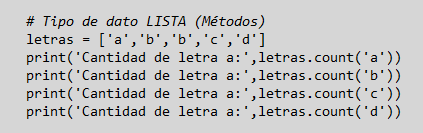 # Tipo de dato LISTA (Métodos)
letras = ['a','b','b','c','d']
print('Cantidad de letra a:',letras.count('a'))
print('Cantidad de letra a:',letras.count('b'))
print('Cantidad de letra a:',letras.count('c'))
print('Cantidad de letra a:',letras.count('d'))